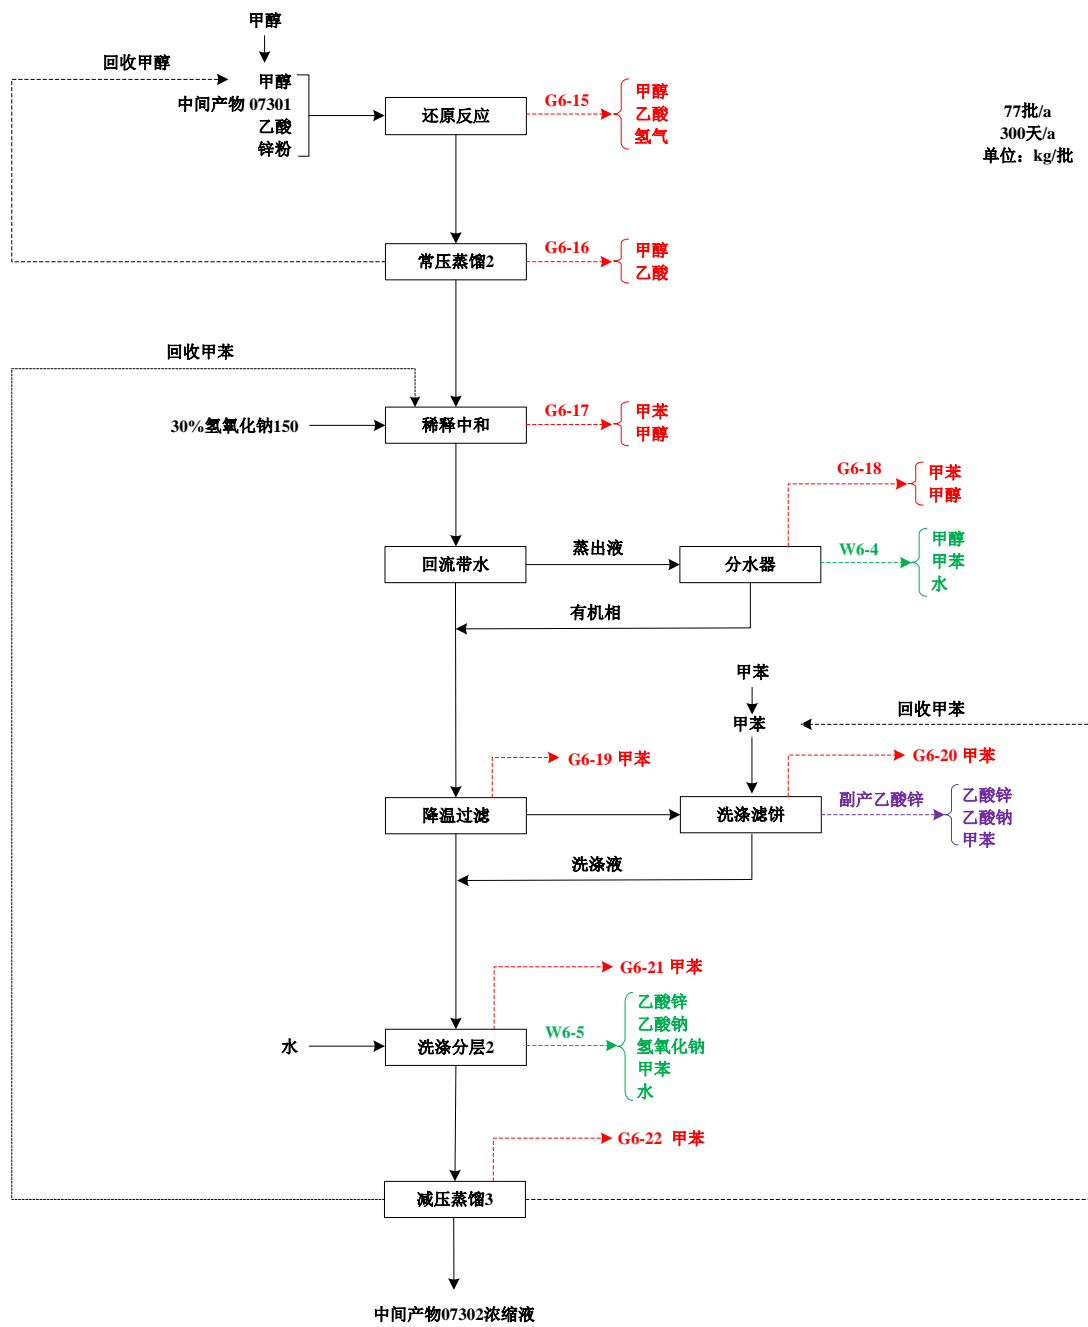 甲醇
回收甲醇
甲醇
中间产物 07301
乙酸
锌粉
还原反应
G6-15
甲醇
乙酸
氢气
77批/a
300天/a
单位：kg/批
常压蒸馏2
G6-16
甲醇
乙酸
回收甲苯
30%氢氧化钠150
稀释中和
G6-17
甲苯
甲醇
G6-18
甲苯
甲醇
回流带水
蒸出液
分水器
W6-4
甲醇
甲苯
水
有机相
甲苯
甲苯
回收甲苯
G6-19 甲苯
G6-20 甲苯
降温过滤
洗涤滤饼
副产乙酸锌
乙酸锌
乙酸钠
甲苯
洗涤液
G6-21 甲苯
水
洗涤分层2
W6-5
乙酸锌
乙酸钠
氢氧化钠
甲苯
水
G6-22 甲苯
减压蒸馏3
中间产物07302浓缩液